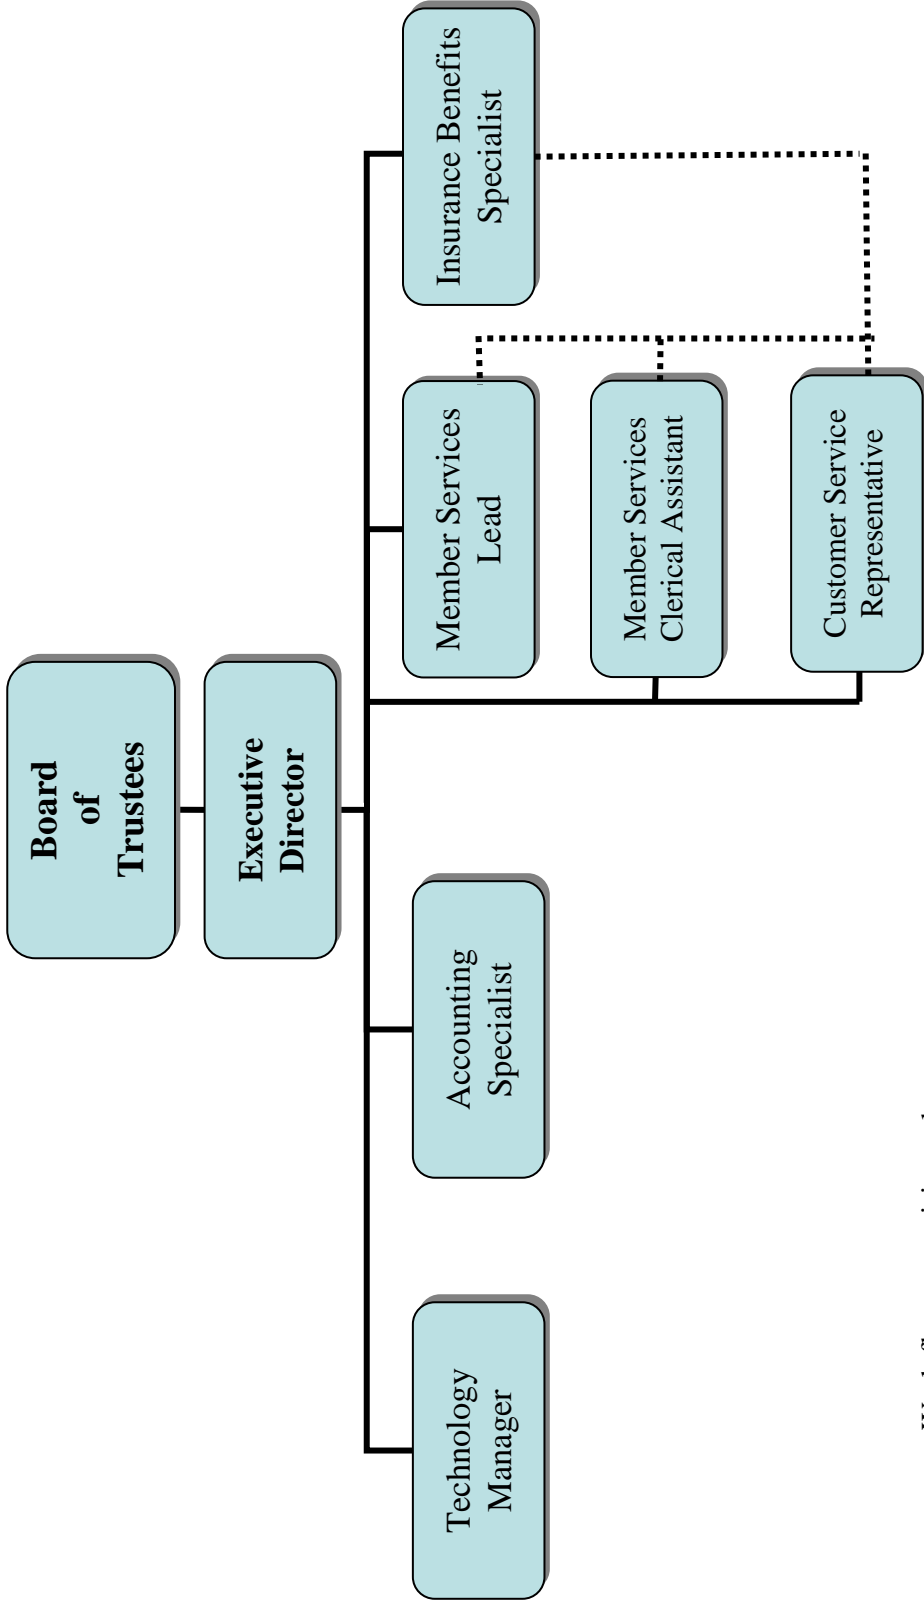 Board
of
Trustees
Executive
Director
Technology
Manager
Accounting
Specialist
Member Services
Lead
Insurance Benefits
Specialist
Member Services
Clerical Assistant
Customer Service
Representative